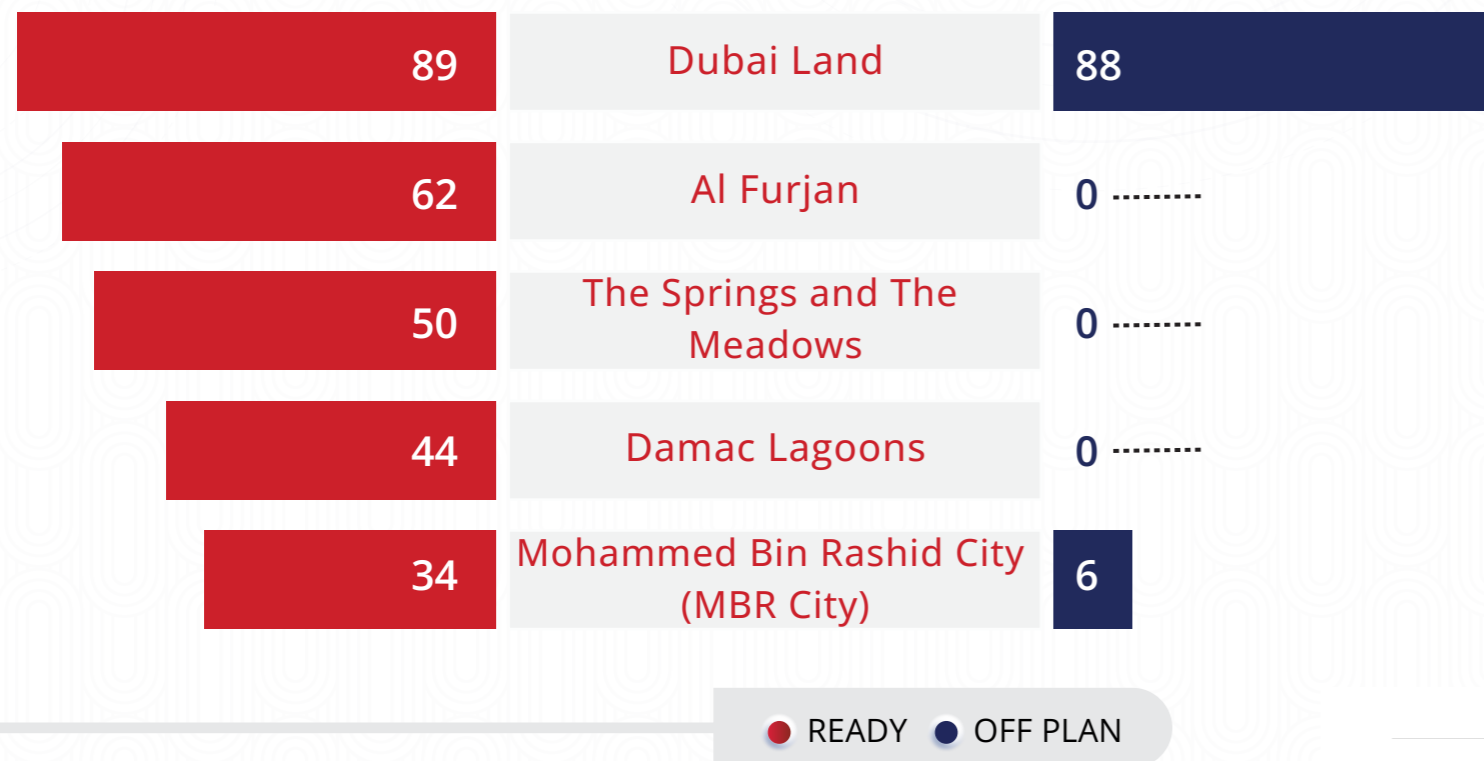 89 Dubai Land 88
62 Al Furjan 0
50 The Springs and The Meadows 0
44 Damac Lagoons 0
34 Mohammed Bin Rashid City (MBR City) 6
READY OFF PLAN